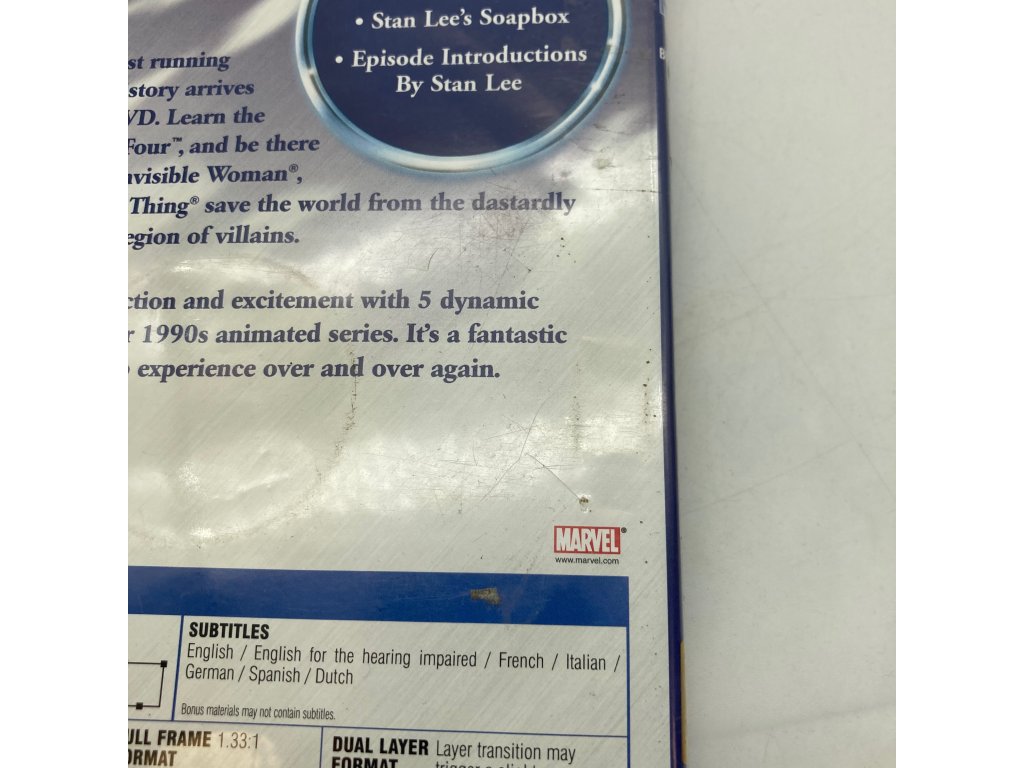 • Stan Lee's Soapbox
• Episode Introductions
By Stan Lee
st running
story arrives
VD. Learn the
Four™, and be there
nvisible Woman®,
Thing® save the world from the dastardly
egion of villains.
ction and excitement with 5 dynamic
r 1990s animated series. It's a fantastic
experience over and over again.
MARVEL®
www.marvel.com
SUBTITLES
English / English for the hearing impaired / French / Italian /
German / Spanish / Dutch
Bonus materials may not contain subtitles.
ULL FRAME 1.33:1
ORMAT
DUAL LAYER Layer transition may
FORMAT